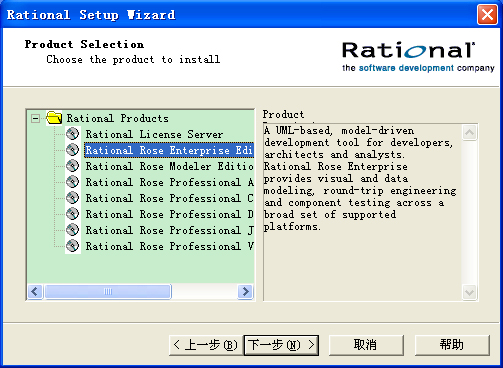 Rational Setup Wizard
Product Selection
Choose the product to install
Rational
the software development company
Rational Products
Rational License Server
Rational Rose Enterprise Edi
Rational Rose Modeler Editio
Rational Rose Professional A
Rational Rose Professional C
Rational Rose Professional D
Rational Rose Professional J
Rational Rose Professional V
Product
A UML-based, model-driven
development tool for developers,
architects and analysts.
Rational Rose Enterprise
provides visual and data
modeling, round-trip engineering
and component testing across a
broad set of supported
platforms.
< 上一步(B)
下一步(N) >
取消
帮助